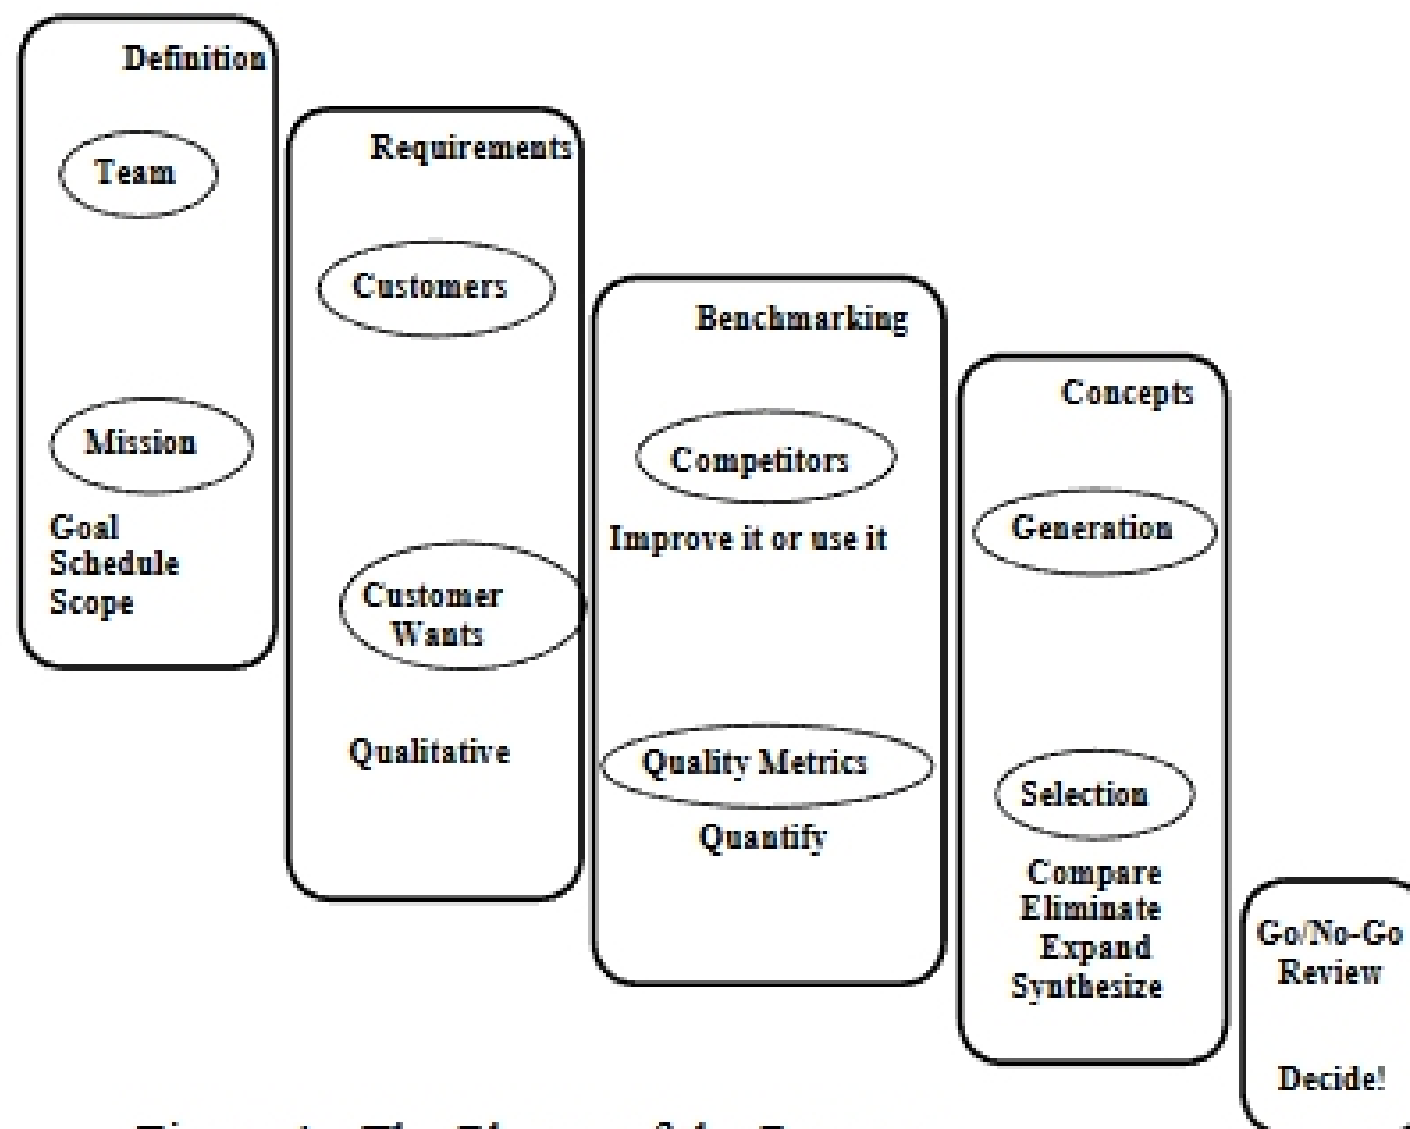 Definition
Team
Mission
Goal
Schedule
Scope
Requirements
Customers
Customer
Wants
Qualitative
Benchmarking
Competitors
Improve it or use it
Quality Metrics
Quantify
Concepts
Generation
Selection
Compare
Eliminate
Expand
Synthesize
Go/No-Go
Review
Decide!